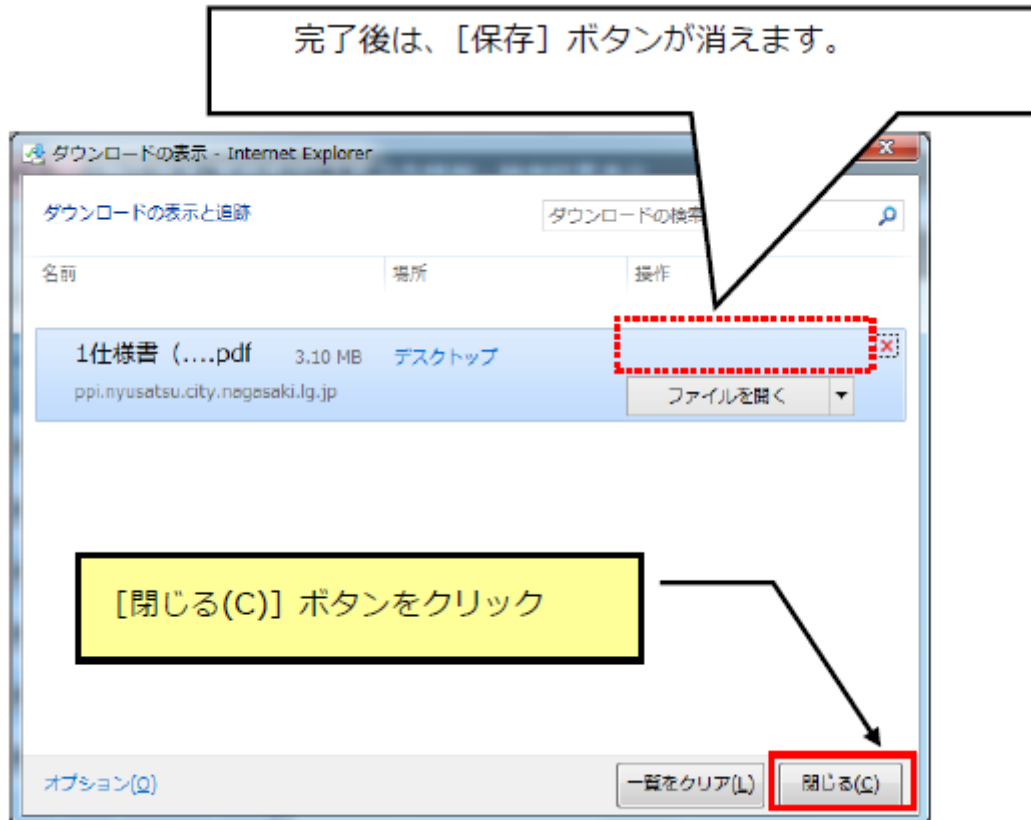 完了後は、［保存］ボタンが消えます。
ダウンロードの表示 - Internet Explorer
ダウンロードの表示と追跡
ダウンロードの検索
名前 場所 操作
1仕様書（....pdf 3.10 MB デスクトップ
ppi.nyusatsu.city.nagasaki.lg.jp
ファイルを開く
［閉じる(C)］ボタンをクリック
オプション(O) 一覧をクリア(L) 閉じる(C)